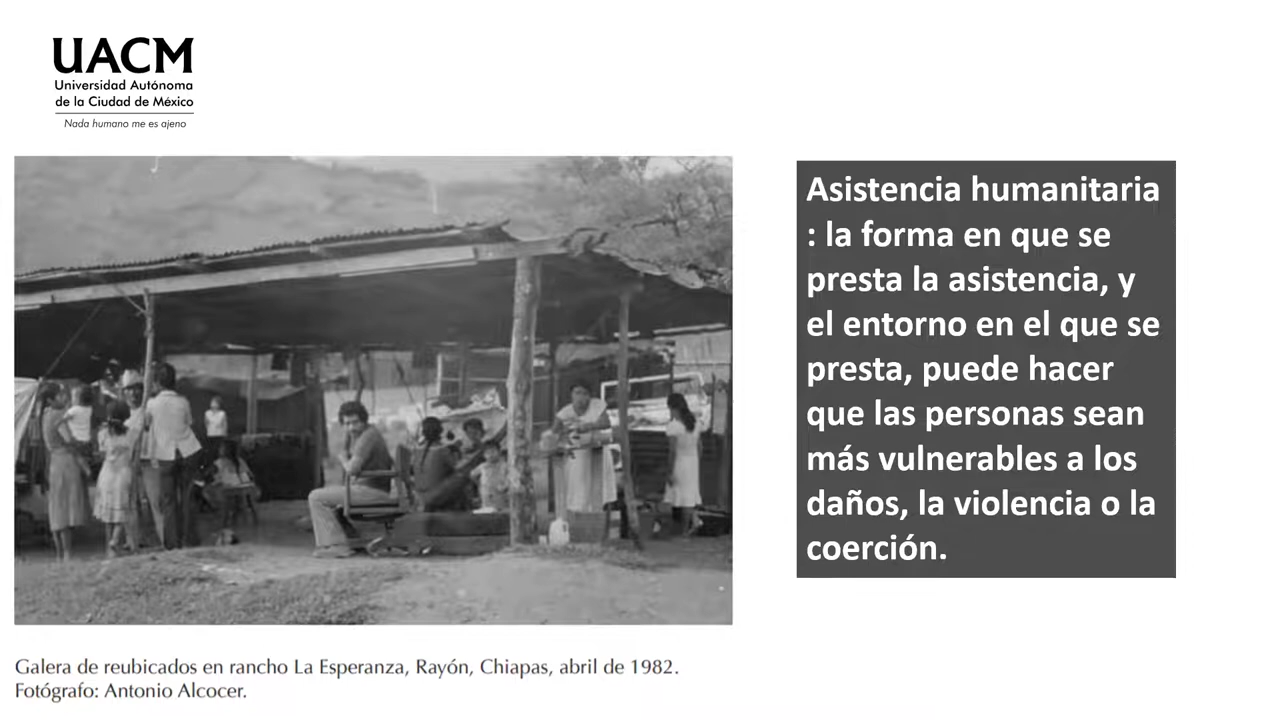 UACM
Universidad Autónoma
de la Ciudad de México
Nada humano me es ajeno
Asistencia humanitaria
: la forma en que se
presta la asistencia, y
el entorno en el que se
presta, puede hacer
que las personas sean
más vulnerables a los
daños, la violencia o la
coerción.
Galera de reubicados en rancho La Esperanza, Rayón, Chiapas, abril de 1982.
Fotógrafo: Antonio Alcocer.